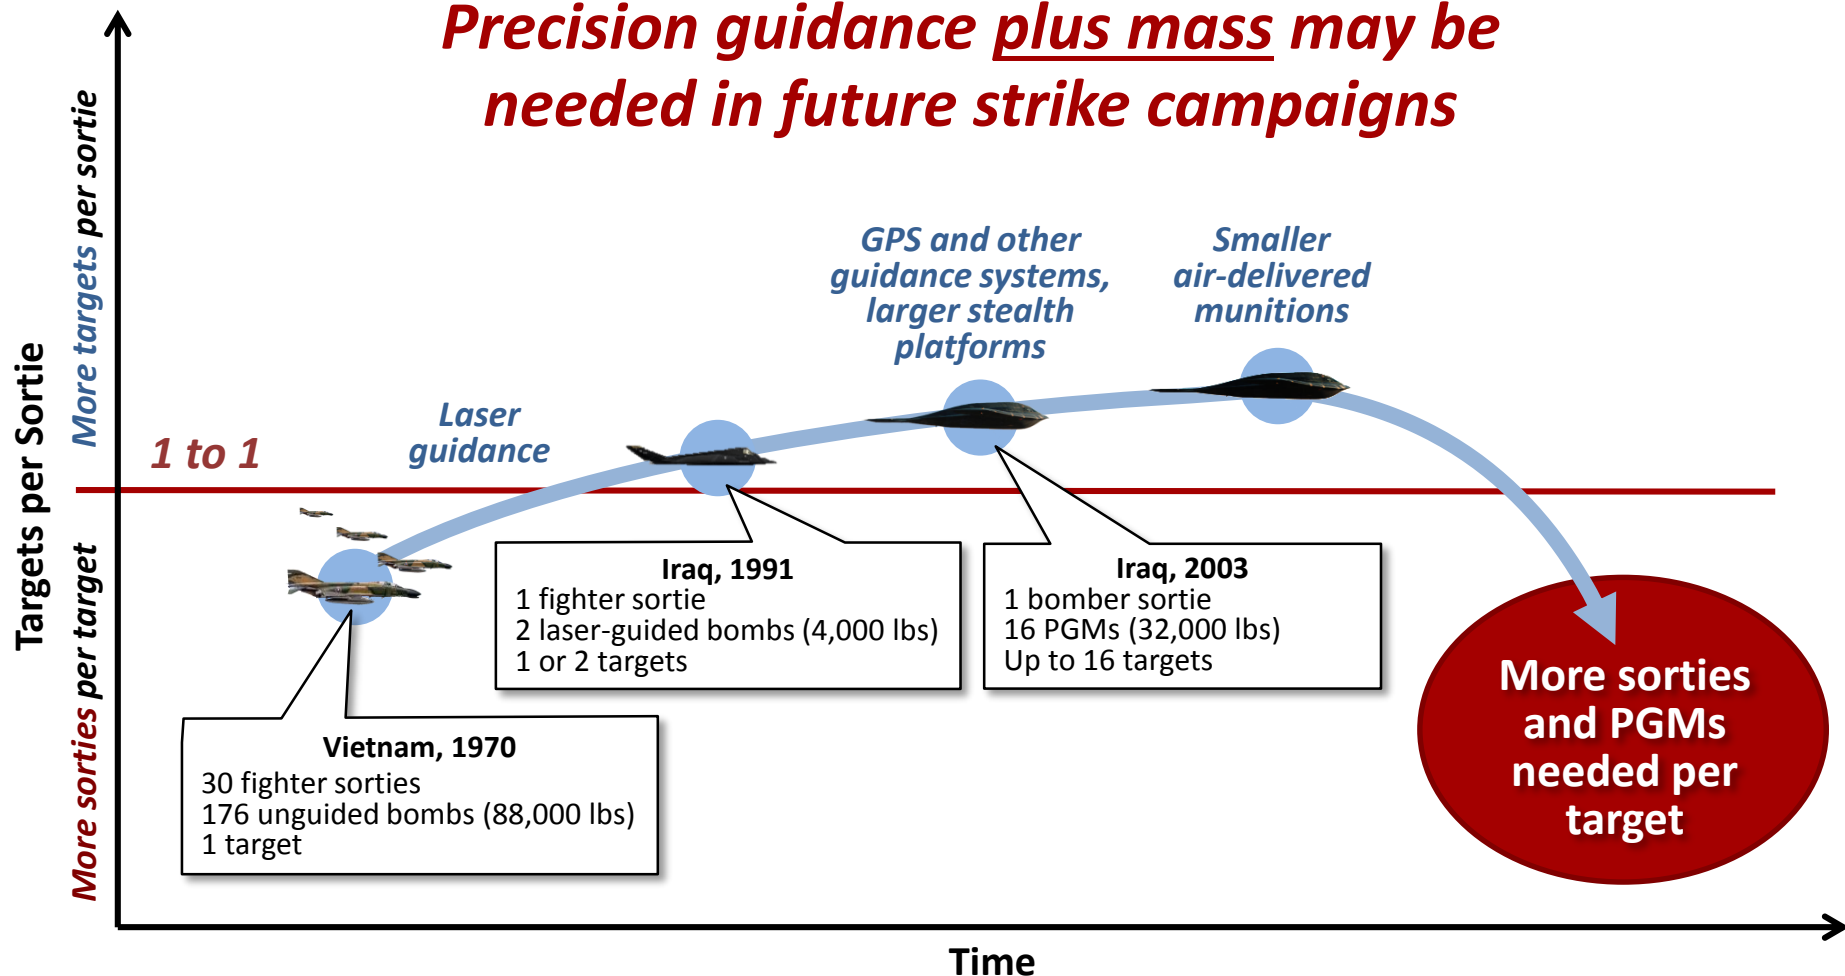 Precision guidance plus mass may be
needed in future strike campaigns
Targets per Sortie
More targets per sortie
More sorties per target
1 to 1
Laser
guidance
GPS and other
guidance systems,
larger stealth
platforms
Smaller
air-delivered
munitions
Vietnam, 1970
30 fighter sorties
176 unguided bombs (88,000 lbs)
1 target
Iraq, 1991
1 fighter sortie
2 laser-guided bombs (4,000 lbs)
1 or 2 targets
Iraq, 2003
1 bomber sortie
16 PGMs (32,000 lbs)
Up to 16 targets
More sorties
and PGMs
needed per
target
Time